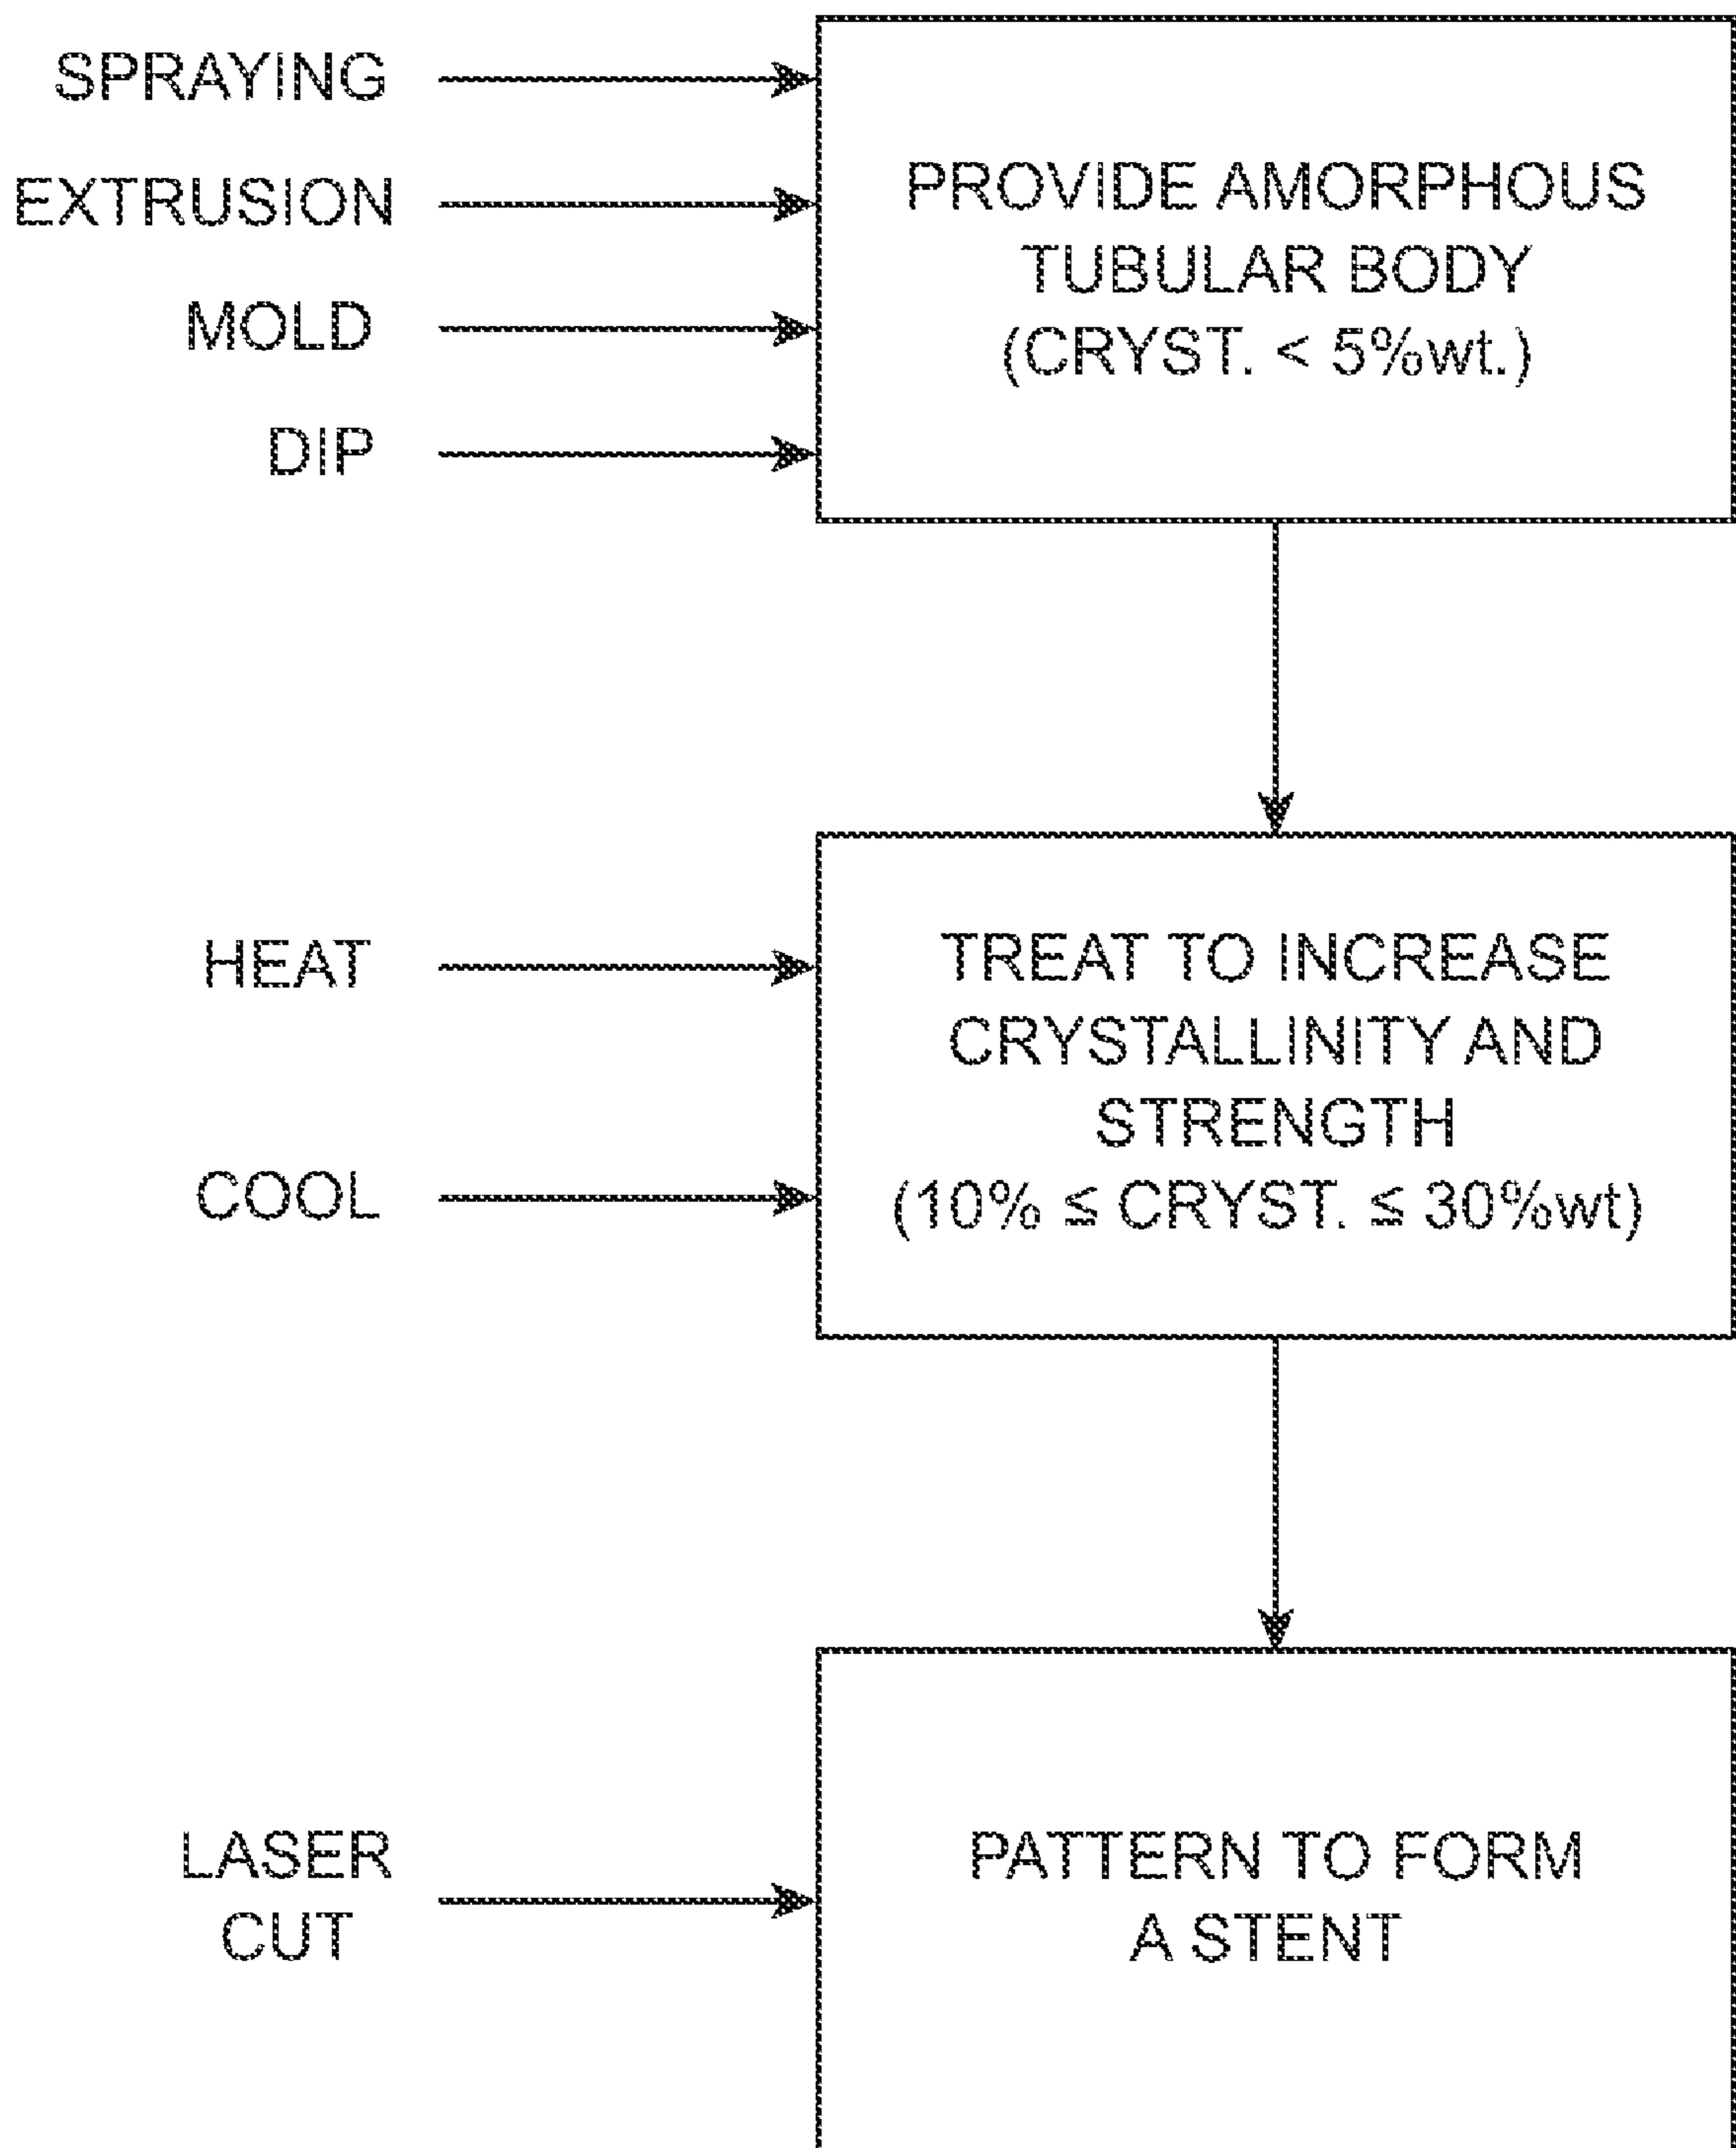 SPRAYING
EXTRUSION
MOLD
DIP
PROVIDE AMORPHOUS
TUBULAR BODY
(CRYST. < 5%wt.)
HEAT
COOL
TREAT TO INCREASE
CRYSTALLINITY AND
STRENGTH
(10% ≤ CRYST. ≤ 30%wt)
LASER
CUT
PATTERN TO FORM
A STENT